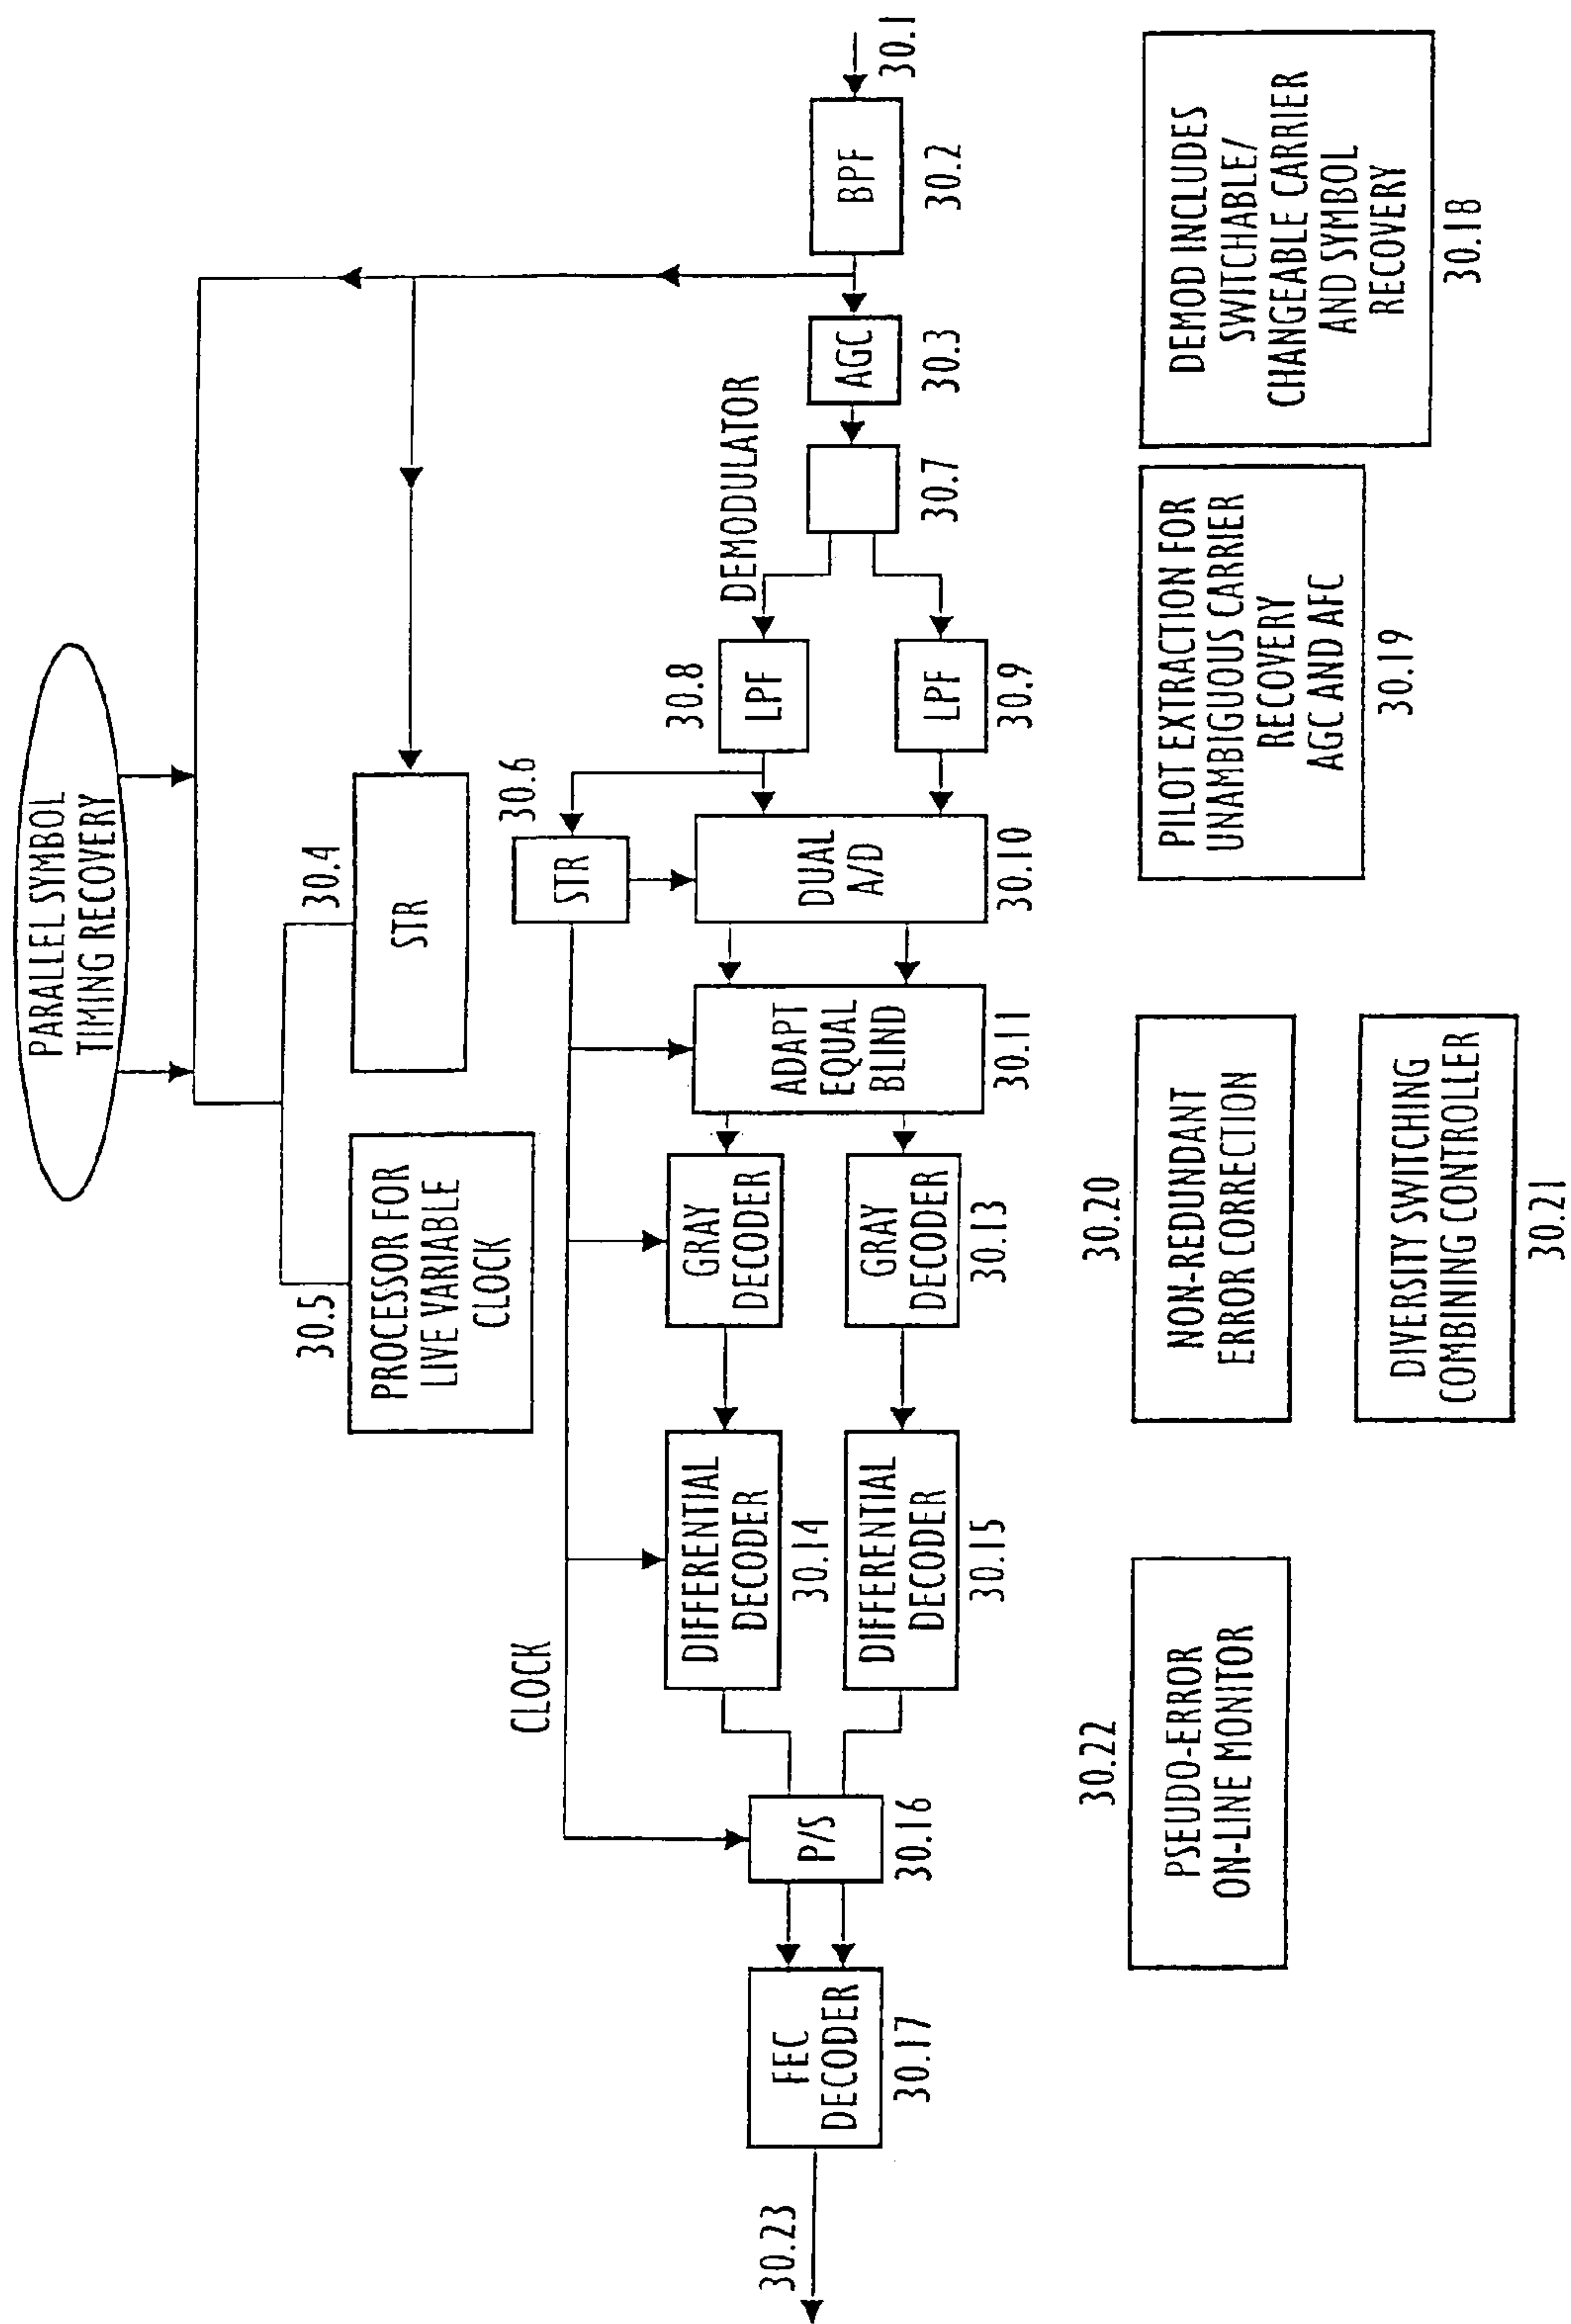 PARALLEL SYMBOL
TIMING RECOVERY
30.5
PROCESSOR FOR
LIVE VARIABLE
CLOCK
30.4
STR
CLOCK
30.6
STR
30.23
FEC
DECODER
30.17
P/S
30.16
DIFFERENTIAL
DECODER
30.14
DIFFERENTIAL
DECODER
30.15
GRAY
DECODER
GRAY
DECODER
30.13
ADAPT
EQUAL
BLIND
30.11
DUAL
A/D
30.10
30.8
LPF
LPF
30.9
DEMODULATOR
30.7
AGC
30.3
BPF
30.2
30.1
30.22
PSEUDO-ERROR
ON-LINE MONITOR
30.20
NON-REDUNDANT
ERROR CORRECTION
DIVERSITY SWITCHING
COMBINING CONTROLLER
30.21
PILOT EXTRACTION FOR
UNAMBIGUOUS CARRIER
RECOVERY
AGC AND AFC
30.19
DEMOD INCLUDES
SWITCHABLE/
CHANGEABLE CARRIER
AND SYMBOL
RECOVERY
30.18